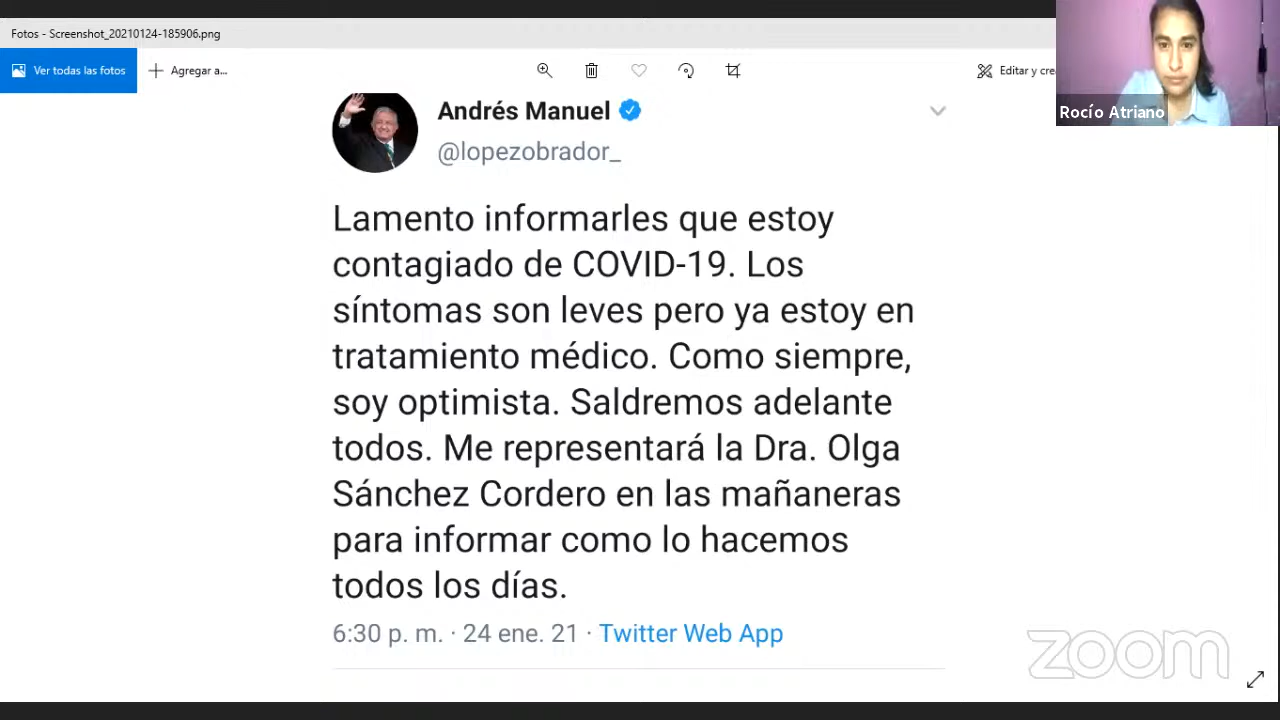 Fotos - Screenshot_20210124-185906.png
Ver todas las fotos
Agregar a...
Editar y cre
Rocío Atriano
Andrés Manuel
@lopezobrador_
Lamento informarles que estoy
contagiado de COVID-19. Los
síntomas son leves pero ya estoy en
tratamiento médico. Como siempre,
soy optimista. Saldremos adelante
todos. Me representará la Dra. Olga
Sánchez Cordero en las mañaneras
para informar como lo hacemos
todos los días.
6:30 p. m. · 24 ene. 21 · Twitter Web App
zoom